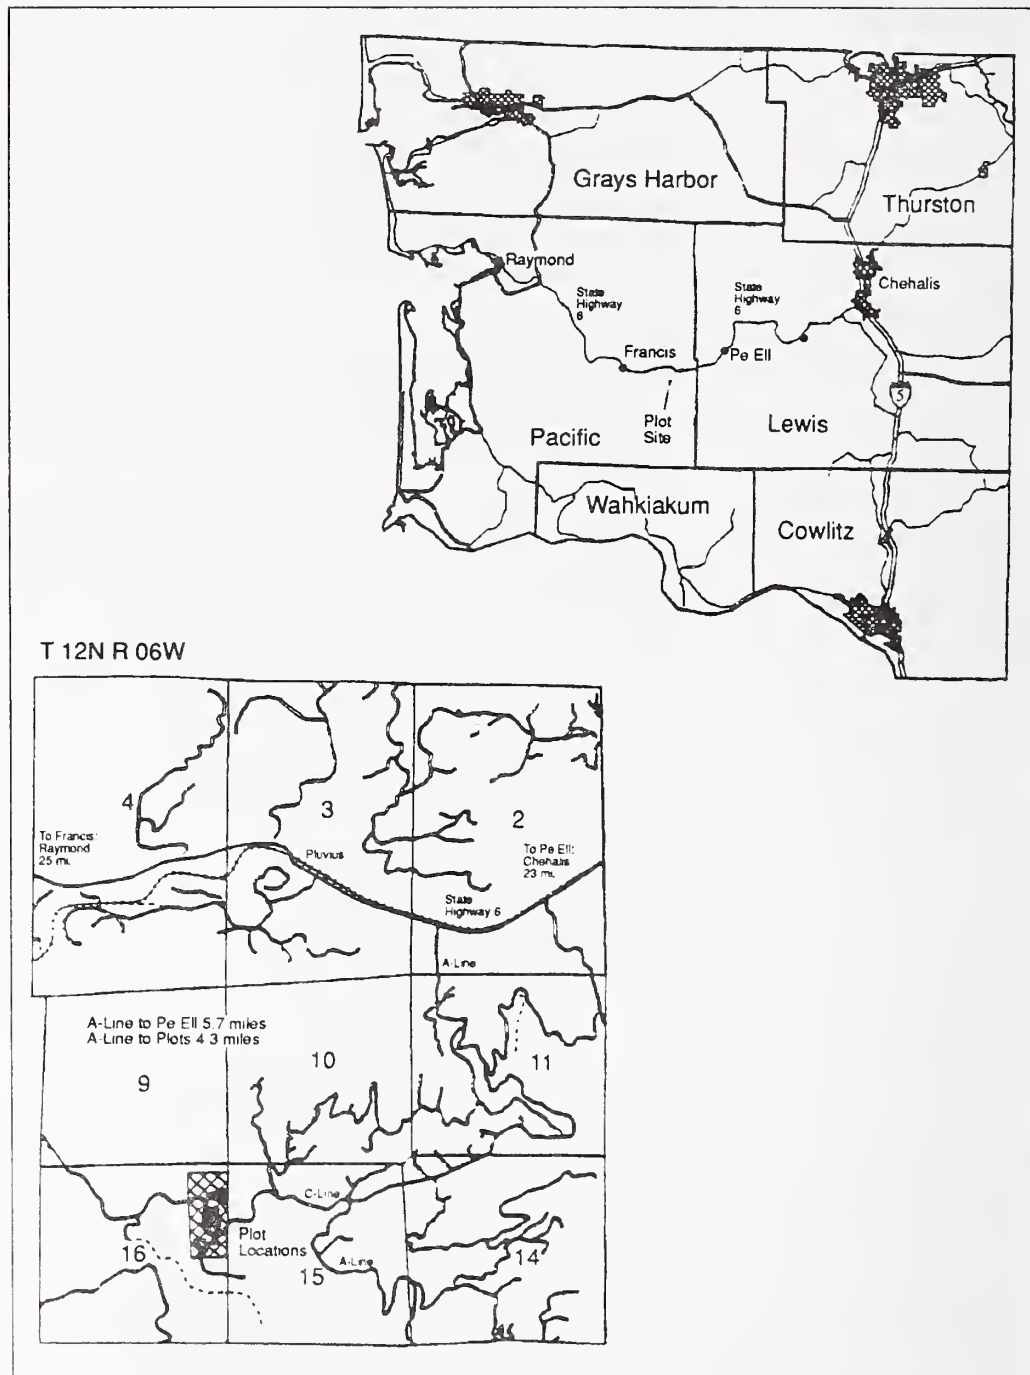 Grays Harbor
Thurston
Raymond
State
Highway
6
State
Highway
6
Chehalis
Francis
Pe Ell
5
Plot
Site
Pacific
Lewis
Wahkiakum
Cowlitz
T 12N R 06W
4
3
2
To Francis:
Raymond
25 mi.
Pluvius
To Pe Ell:
Chehalis
23 mi.
State
Highway 6
A-Line
A-Line to Pe Ell 5.7 miles
A-Line to Plots 4.3 miles
9
10
11
C-Line
Plot
Locations
16
15
A-Line
14